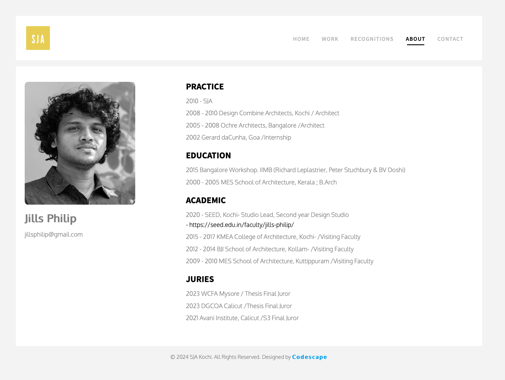 SJA
HOME WORK RECOGNITIONS ABOUT CONTACT
Jills Philip
jillsphilip@gmail.com
PRACTICE
2010 - SJA
2008 - 2010 Design Combine Architects, Kochi / Architect
2005 - 2008 Ochre Architects, Bangalore /Architect
2002 Gerard daCunha, Goa /Internship
EDUCATION
2015 Bangalore Workshop. IIMB (Richard Leplastrier, Peter Stuchbury & BV Doshi)
2000 - 2005 MES School of Architecture, Kerala ; B.Arch
ACADEMIC
2020 - SEED, Kochi- Studio Lead, Second year Design Studio
- https://seed.edu.in/faculty/jills-philip/
2015 - 2017 KMEA College of Architecture, Kochi- /Visiting Faculty
2012 - 2014 BJI School of Architecture, Kollam- /Visiting Faculty
2009 - 2010 MES School of Architecture, Kuttippuram /Visiting Faculty
JURIES
2023 WCFA Mysore / Thesis Final Juror
2023 DGCOA Calicut /Thesis Final Juror
2021 Avani Institute, Calicut /S3 Final Juror
© 2024 SJA Kochi. All Rights Reserved. Designed by Codescape